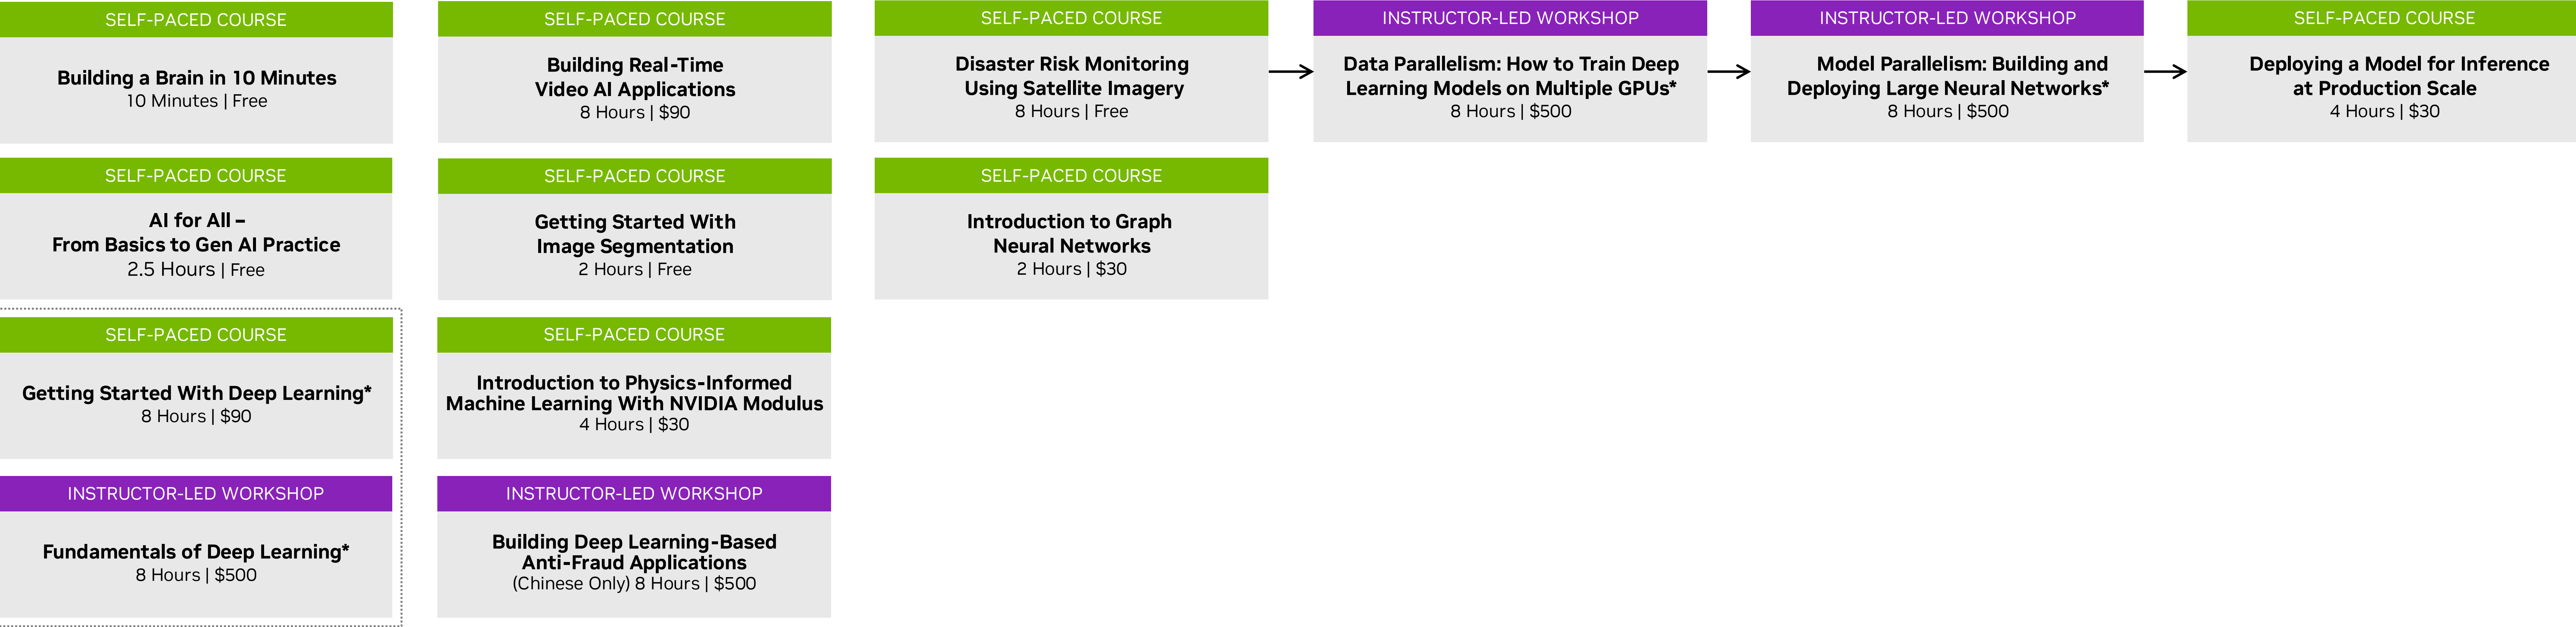 SELF-PACED COURSE
Building a Brain in 10 Minutes
10 Minutes | Free
SELF-PACED COURSE
AI for All –
From Basics to Gen AI Practice
2.5 Hours | Free
SELF-PACED COURSE
Getting Started With Deep Learning*
8 Hours | $90
INSTRUCTOR-LED WORKSHOP
Fundamentals of Deep Learning*
8 Hours | $500
SELF-PACED COURSE
Building Real-Time
Video AI Applications
8 Hours | $90
SELF-PACED COURSE
Getting Started With
Image Segmentation
2 Hours | Free
SELF-PACED COURSE
Introduction to Physics-Informed
Machine Learning With NVIDIA Modulus
4 Hours | $30
INSTRUCTOR-LED WORKSHOP
Building Deep Learning-Based
Anti-Fraud Applications
(Chinese Only) 8 Hours | $500
SELF-PACED COURSE
Disaster Risk Monitoring
Using Satellite Imagery
8 Hours | Free
SELF-PACED COURSE
Introduction to Graph
Neural Networks
2 Hours | $30
INSTRUCTOR-LED WORKSHOP
Data Parallelism: How to Train Deep
Learning Models on Multiple GPUs*
8 Hours | $500
INSTRUCTOR-LED WORKSHOP
Model Parallelism: Building and
Deploying Large Neural Networks*
8 Hours | $500
SELF-PACED COURSE
Deploying a Model for Inference
at Production Scale
4 Hours | $30